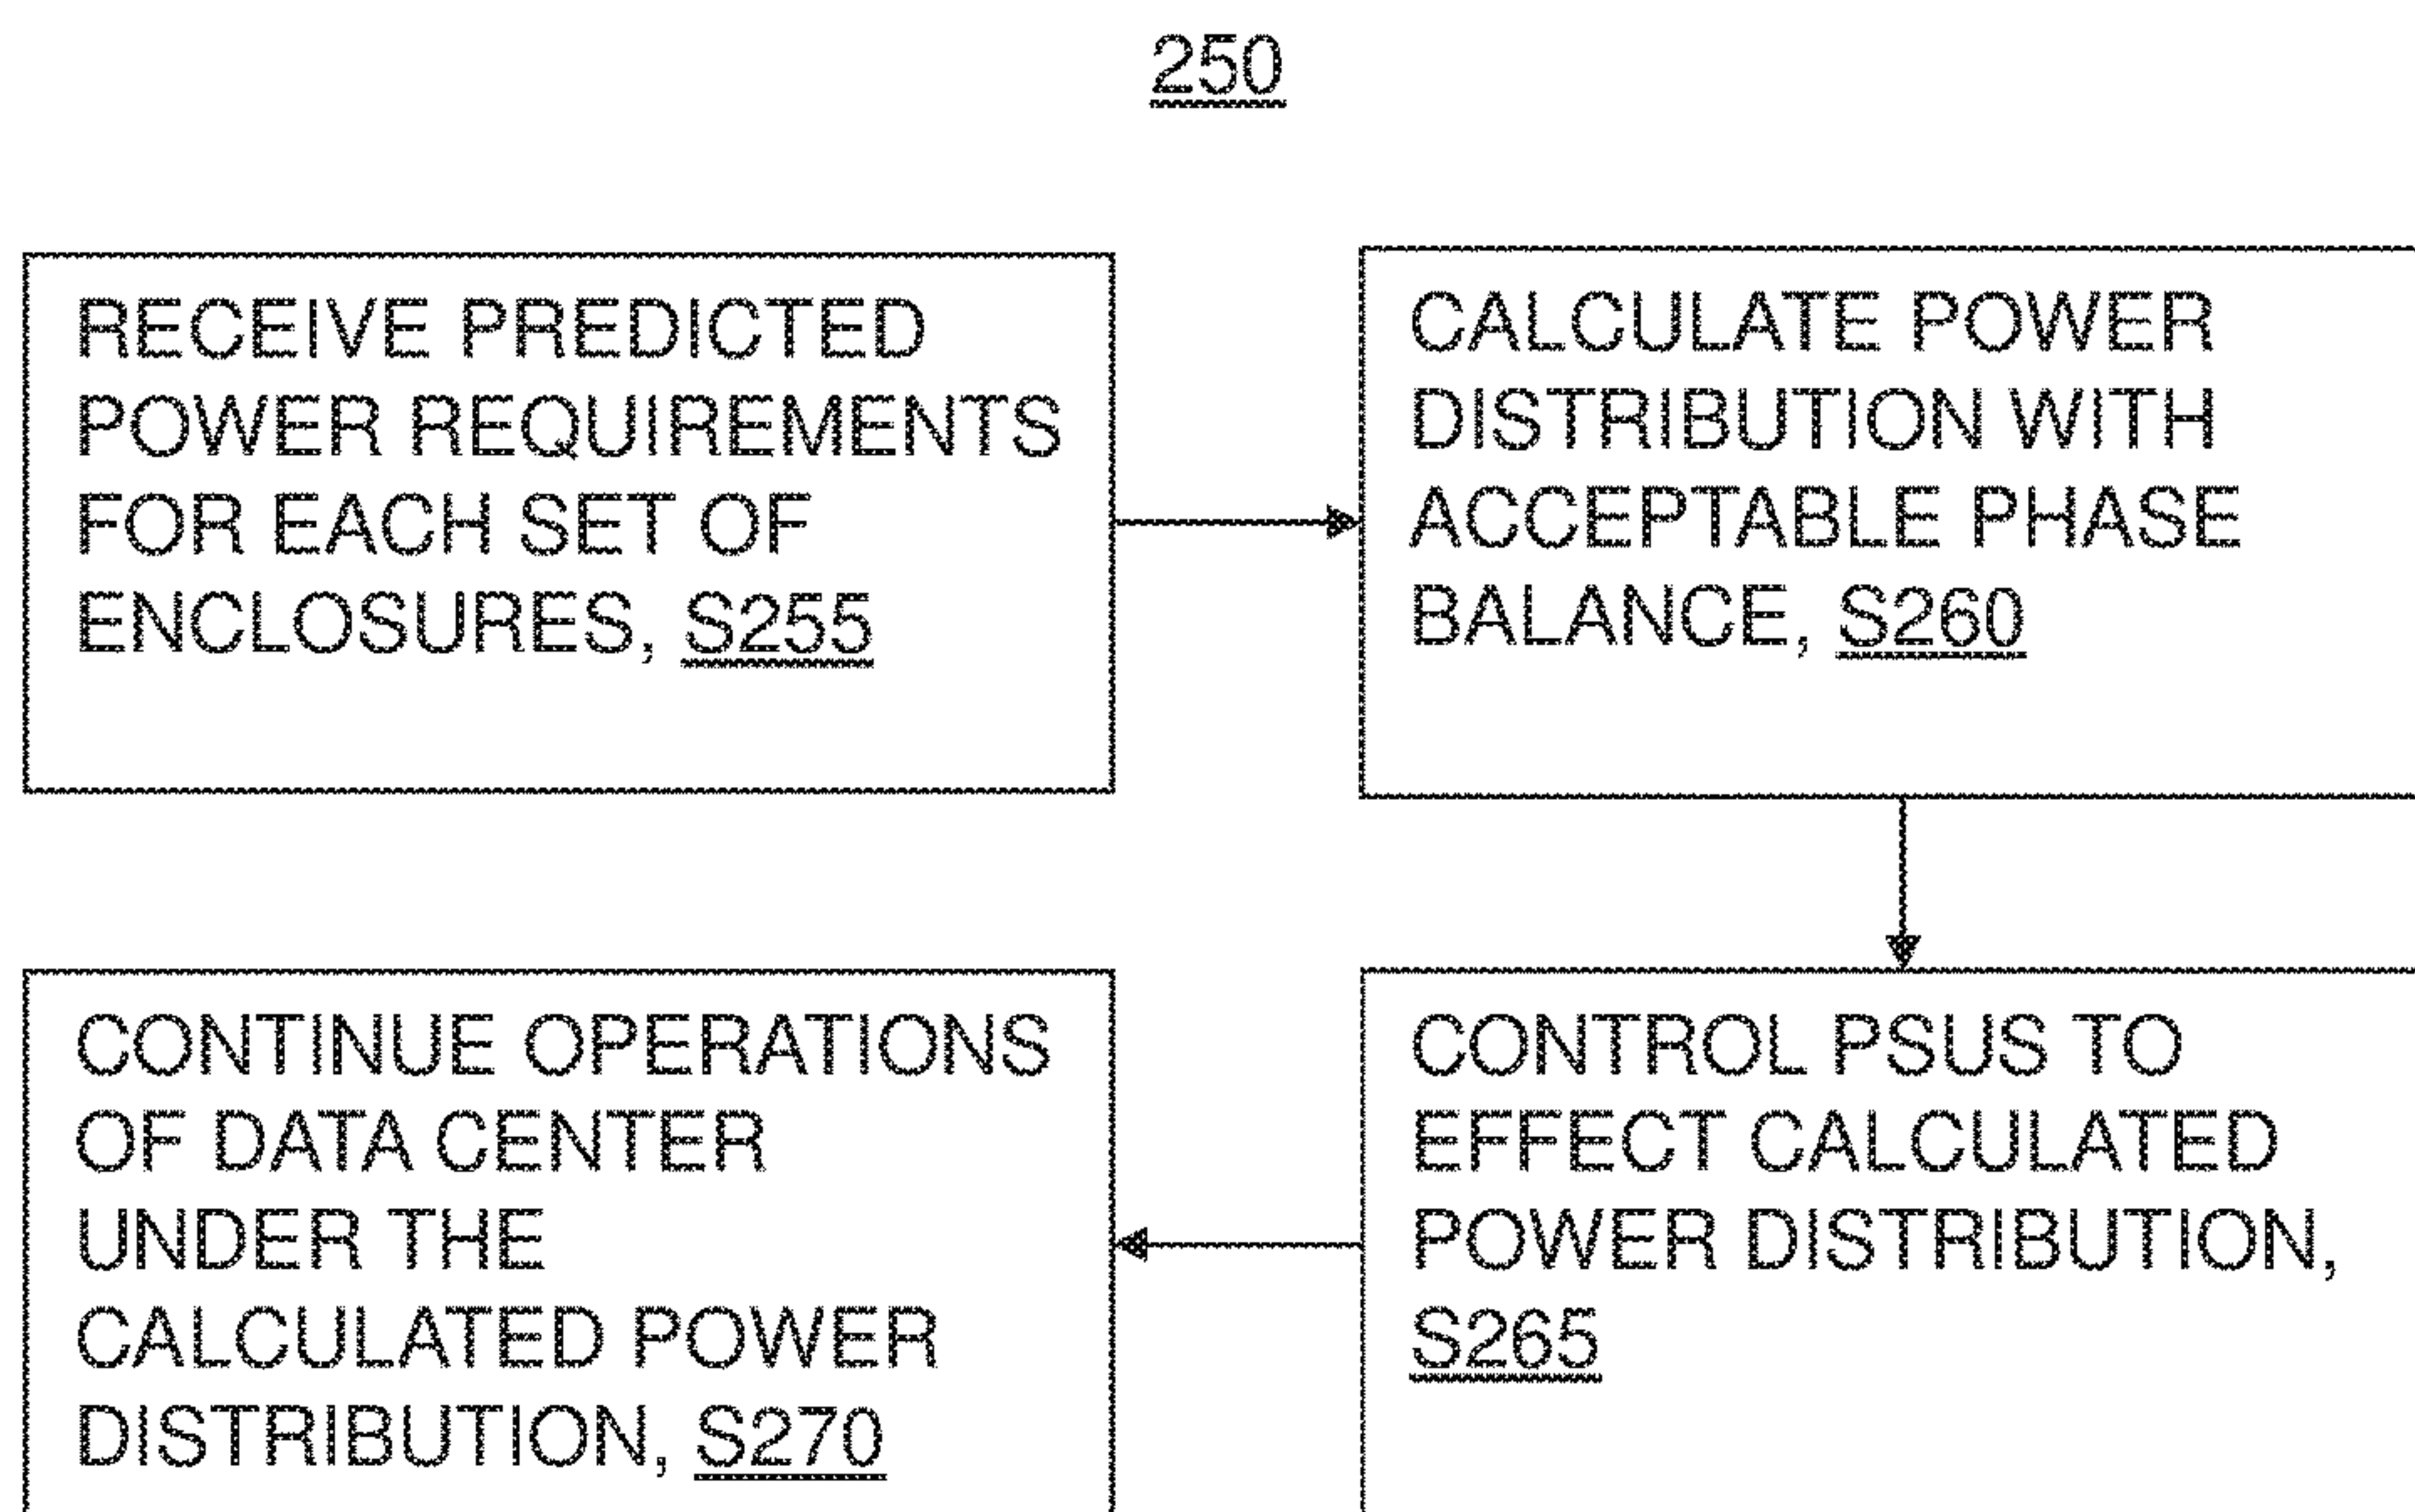 250
RECEIVE PREDICTED
POWER REQUIREMENTS
FOR EACH SET OF
ENCLOSURES, S255
CALCULATE POWER
DISTRIBUTION WITH
ACCEPTABLE PHASE
BALANCE, S260
CONTROL PSUS TO
EFFECT CALCULATED
POWER DISTRIBUTION,
S265
CONTINUE OPERATIONS
OF DATA CENTER
UNDER THE
CALCULATED POWER
DISTRIBUTION, S270